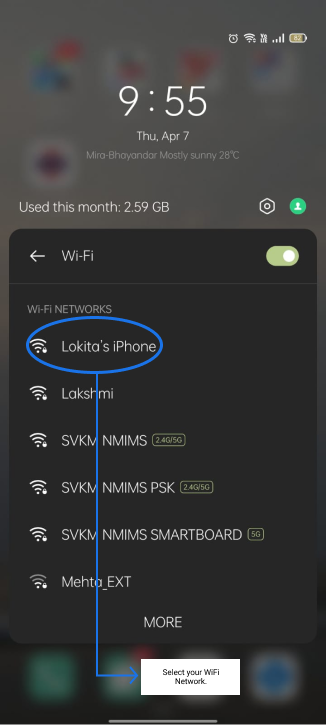 82
9:55
Thu, Apr 7
Mira-Bhayandar Mostly sunny 28°C
Used this month: 2.59 GB
Wi-Fi
Wi-Fi NETWORKS
Lokita's iPhone
Lakshmi
SVKM NMIMS 2.4G/5G
SVKM NMIMS PSK 2.4G/5G
SVKM NMIMS SMARTBOARD 5G
Mehta_EXT
MORE
Select your WiFi
Network.